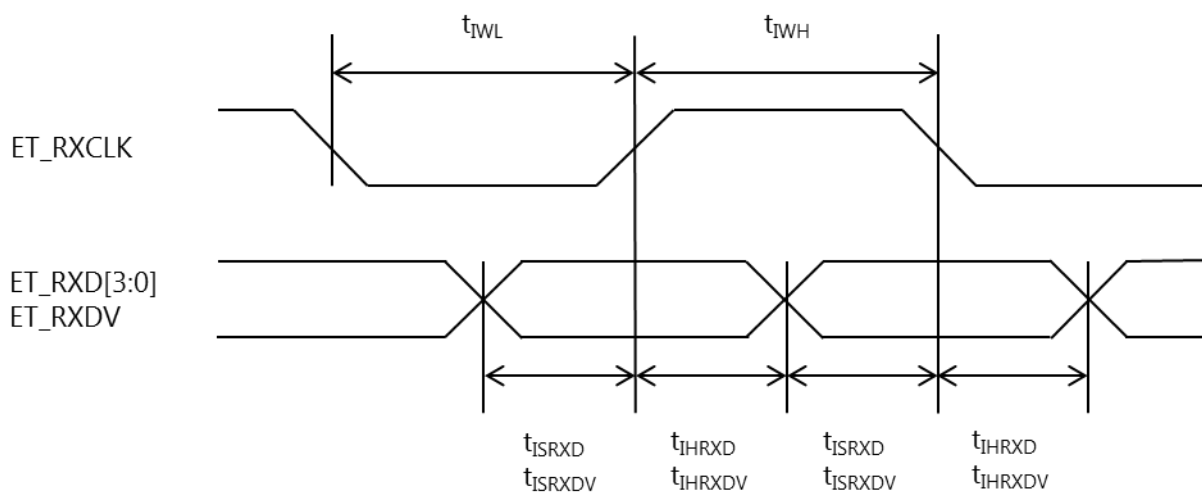 tIWL tIWH
ET_RXCLK
ET_RXD[3:0]
ET_RXDV
tISRXD tIHRXD tISRXD tIHRXD
tISRXDV tIHRXDV tISRXDV tIHRXDV